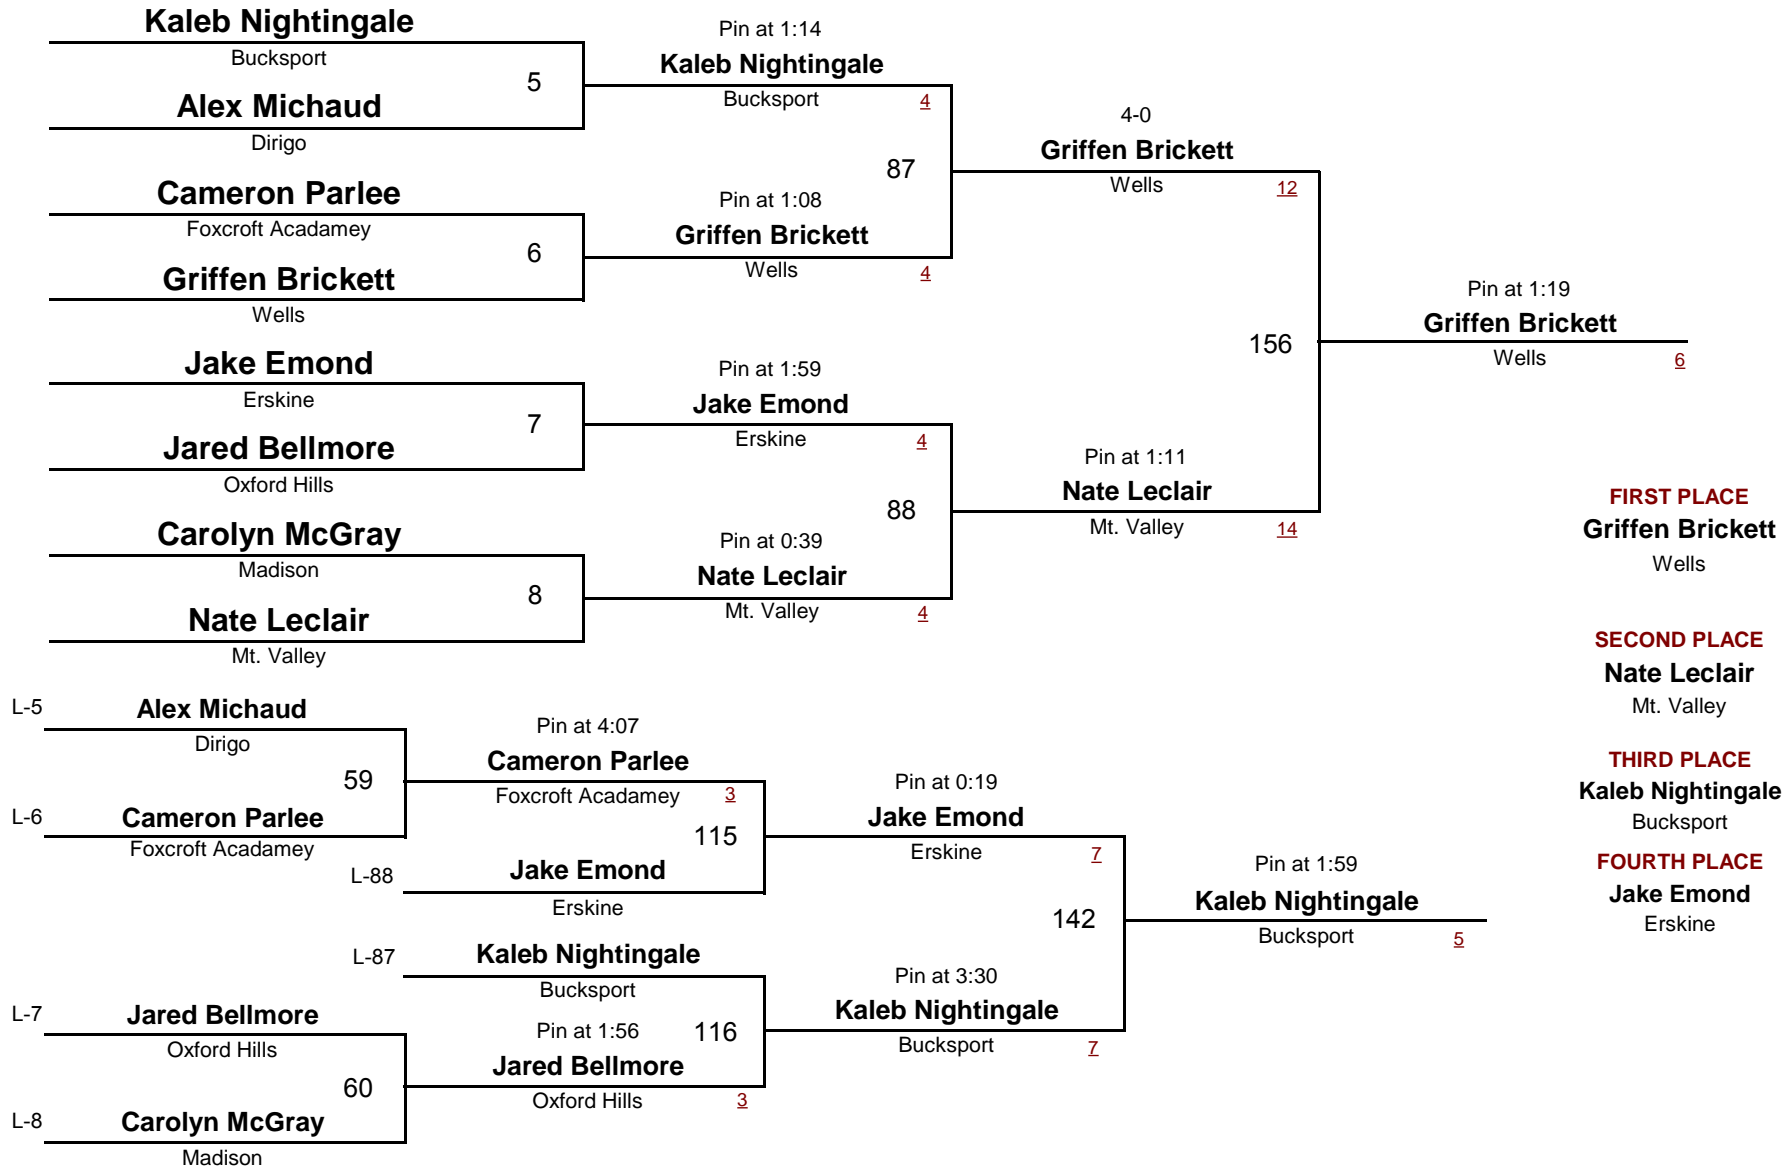 Kaleb Nightingale
Bucksport
5
Alex Michaud
Dirigo
Cameron Parlee
Foxcroft Acadamey
6
Griffen Brickett
Wells
Jake Emond
Erskine
7
Jared Bellmore
Oxford Hills
Carolyn McGray
Madison
8
Nate Leclair
Mt. Valley
Pin at 1:14
Kaleb Nightingale
Bucksport
4
87
Pin at 1:08
Griffen Brickett
Wells
4
Pin at 1:59
Jake Emond
Erskine
4
88
Pin at 0:39
Nate Leclair
Mt. Valley
4
4-0
Griffen Brickett
Wells
12
156
Pin at 1:11
Nate Leclair
Mt. Valley
14
Pin at 1:19
Griffen Brickett
Wells
6
FIRST PLACE
Griffen Brickett
Wells
SECOND PLACE
Nate Leclair
Mt. Valley
THIRD PLACE
Kaleb Nightingale
Bucksport
FOURTH PLACE
Jake Emond
Erskine
L-5
Alex Michaud
Dirigo
59
L-6
Cameron Parlee
Foxcroft Acadamey
Pin at 4:07
Cameron Parlee
Foxcroft Acadamey
3
115
L-88
Jake Emond
Erskine
L-87
Kaleb Nightingale
Bucksport
116
L-7
Jared Bellmore
Oxford Hills
60
L-8
Carolyn McGray
Madison
Pin at 1:56
Jared Bellmore
Oxford Hills
3
Pin at 0:19
Jake Emond
Erskine
7
142
Pin at 3:30
Kaleb Nightingale
Bucksport
7
Pin at 1:59
Kaleb Nightingale
Bucksport
5